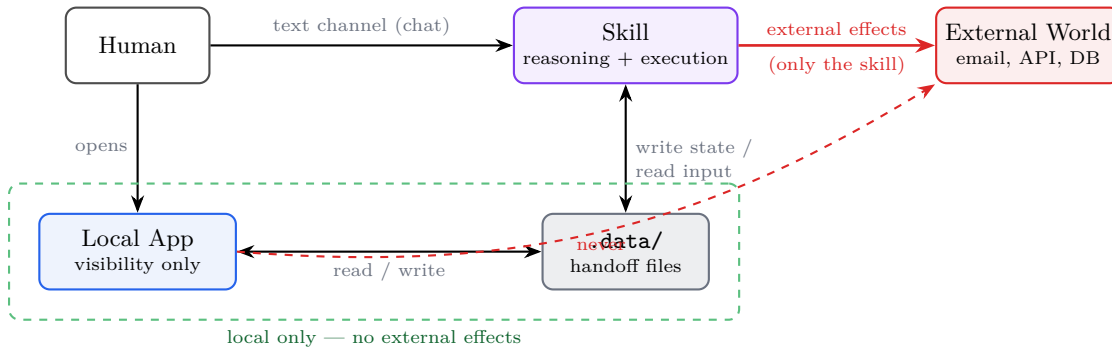 Human
text channel (chat)
Skill
reasoning + execution
external effects
(only the skill)
External World
email, API, DB
opens
write state /
read input
Local App
visibility only
read / write
never
.data/
handoff files
local only — no external effects